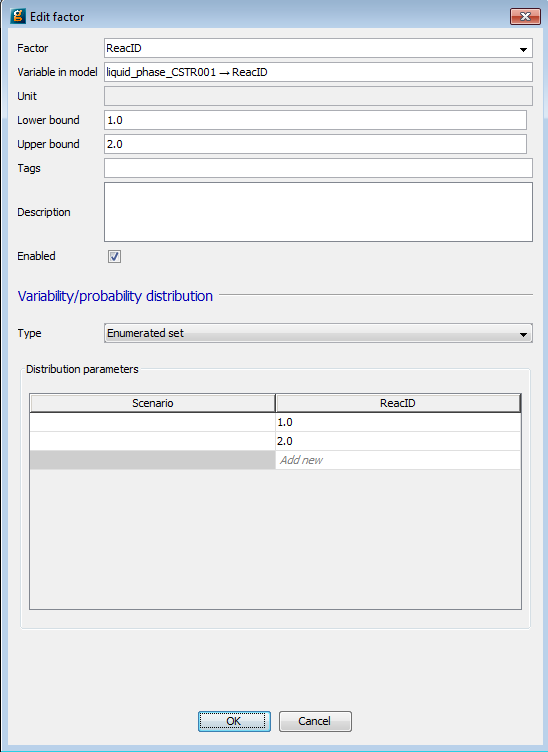 Edit factor
Factor ReacID
Variable in model liquid_phase_CSTR001 → ReacID
Unit
Lower bound 1.0
Upper bound 2.0
Tags
Description
Enabled
Variability/probability distribution
Type Enumerated set
Distribution parameters
Scenario ReacID
1.0
2.0
Add new
OK Cancel